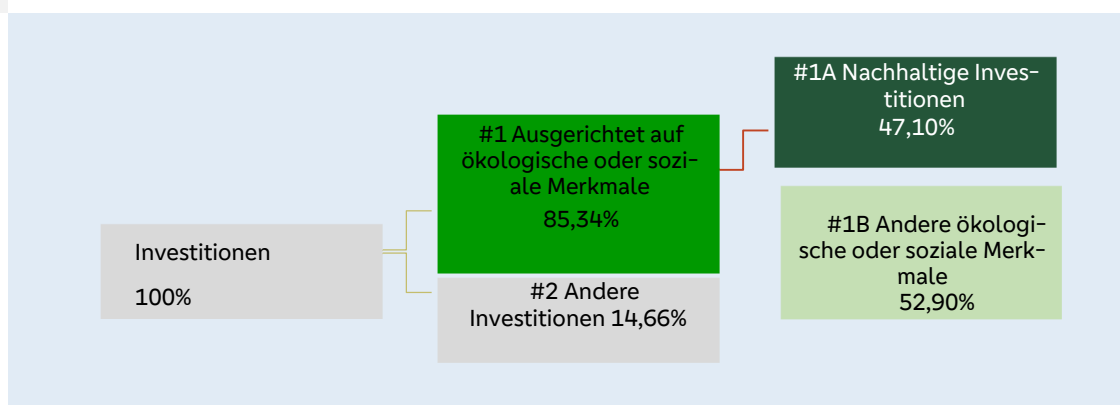 Investitionen
100%
#1 Ausgerichtet auf
ökologische oder sozi-
ale Merkmale
85,34%
#2 Andere
Investitionen 14,66%
#1A Nachhaltige Inves-
titionen
47,10%
#1B Andere ökologi-
sche oder soziale Merk-
male
52,90%